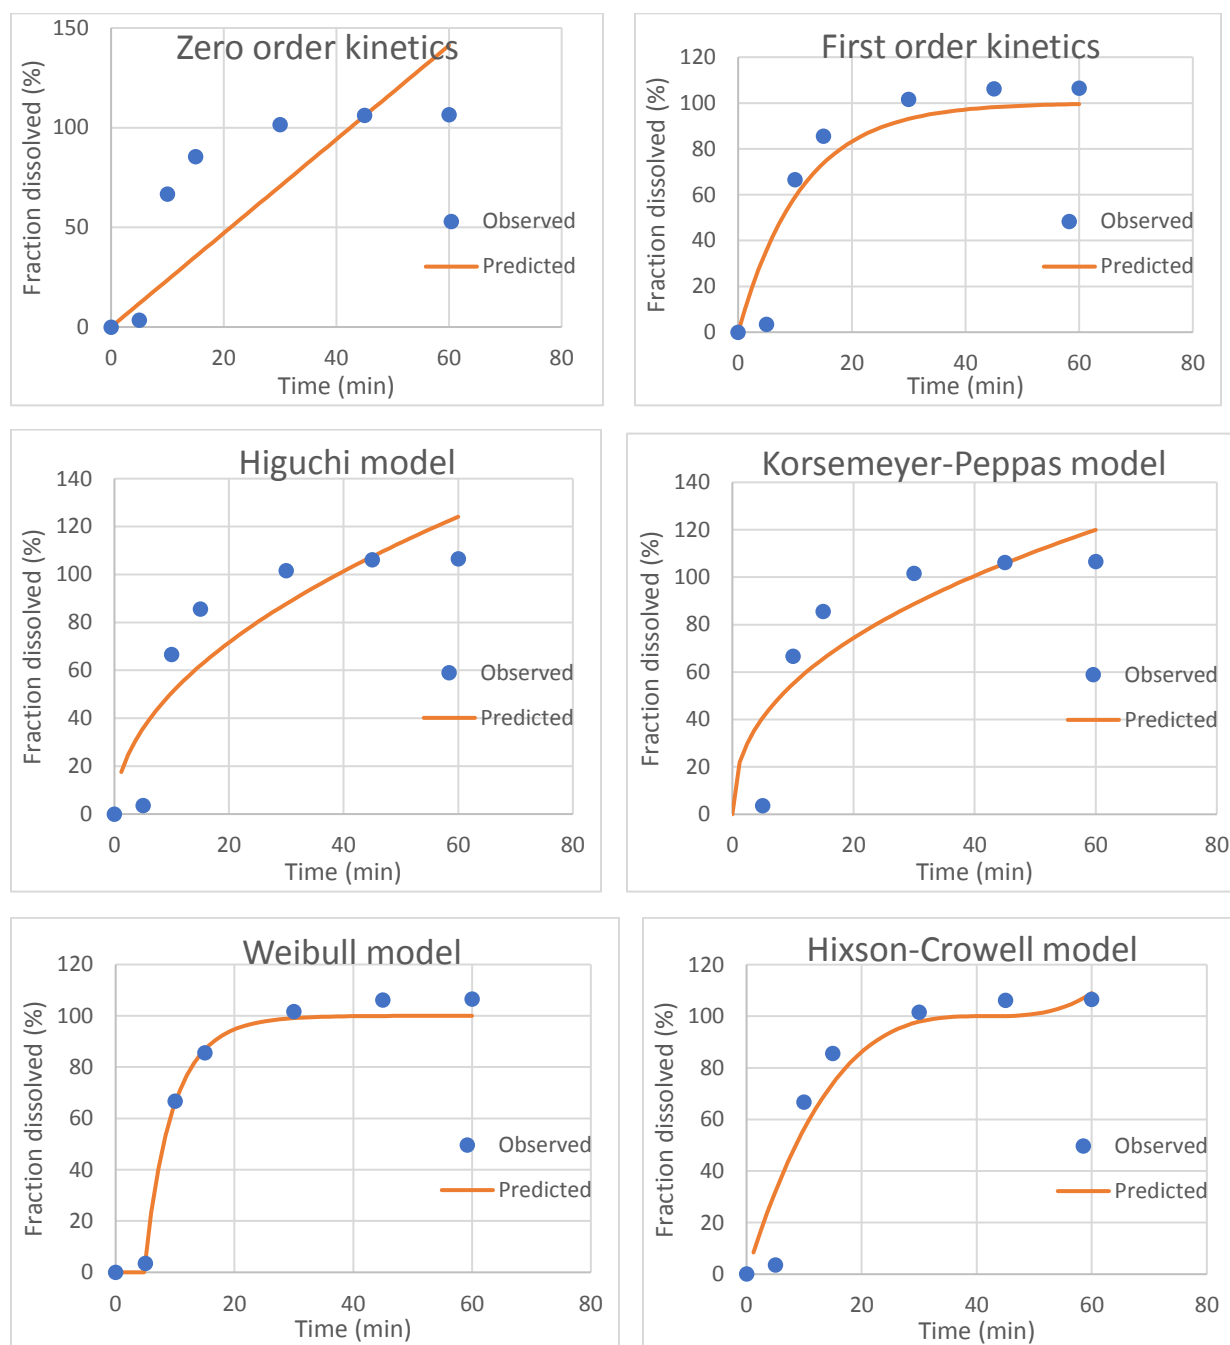 Zero order kinetics
Fraction dissolved (%)
150
100
50
0
0 20 40 60 80
Time (min)
Observed
Predicted
First order kinetics
Fraction dissolved (%)
120
100
80
60
40
20
0
0 20 40 60 80
Time (min)
Observed
Predicted
Higuchi model
Fraction dissolved (%)
140
120
100
80
60
40
20
0
0 20 40 60 80
Time (min)
Observed
Predicted
Korsemeyer-Peppas model
Fraction dissolved (%)
140
120
100
80
60
40
20
0
0 20 40 60 80
Time (min)
Observed
Predicted
Weibull model
Fraction dissolved (%)
120
100
80
60
40
20
0
0 20 40 60 80
Time (min)
Observed
Predicted
Hixson-Crowell model
Fraction dissolved (%)
120
100
80
60
40
20
0
0 20 40 60 80
Time (min)
Observed
Predicted